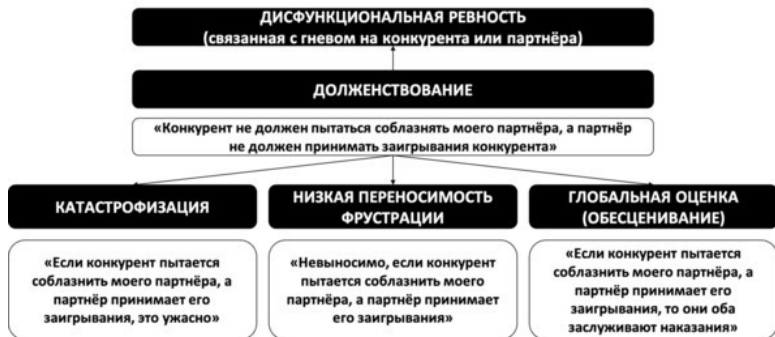 ДИСФУНКЦИОНАЛЬНАЯ РЕВНОСТЬ
(связанная с гневом на конкурента или партнёра)
ДОЛЖЕНСТВОВАНИЕ
«Конкурент не должен пытаться соблазнять моего партнёра, а партнёр
не должен принимать заигрывания конкурента»
КАТАСТРОФИЗАЦИЯ
«Если конкурент пытается
соблазнить моего партнёра, а
партнёр принимает его
заигрывания, это ужасно»
НИЗКАЯ ПЕРЕНОСИМОСТЬ
ФРУСТРАЦИИ
«Невыносимо, если конкурент
пытается соблазнить моего
партнёра, а партнёр принимает
его заигрывания»
ГЛОБАЛЬНАЯ ОЦЕНКА
(ОБЕСЦЕНИВАНИЕ)
«Если конкурент пытается
соблазнить моего партнёра, а
партнёр принимает его
заигрывания, то они оба
заслуживают наказания»